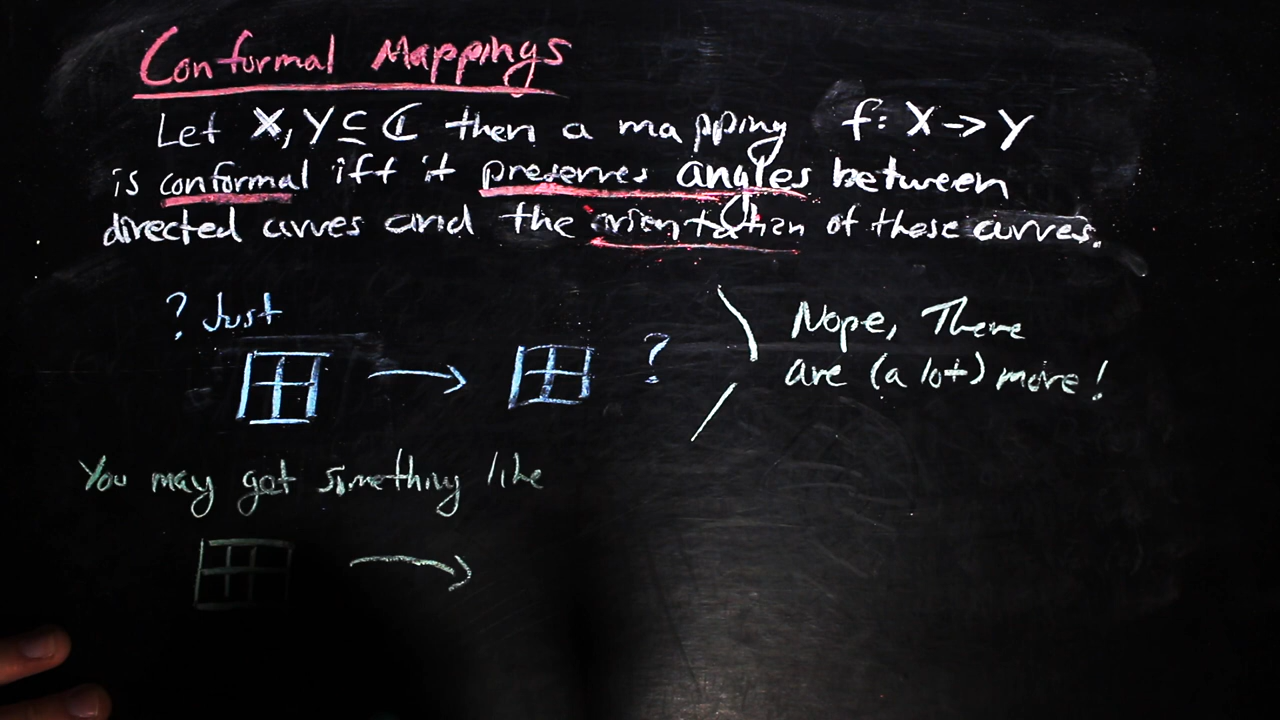 Conformal Mappings
Let X, Y ⊆ ℂ then a mapping f: X → Y
is conformal iff it preserves angles between
directed curves and the orientation of these curves.
? Just
→ ?
Nope, There
are (a lot) more!
You may get something like
→